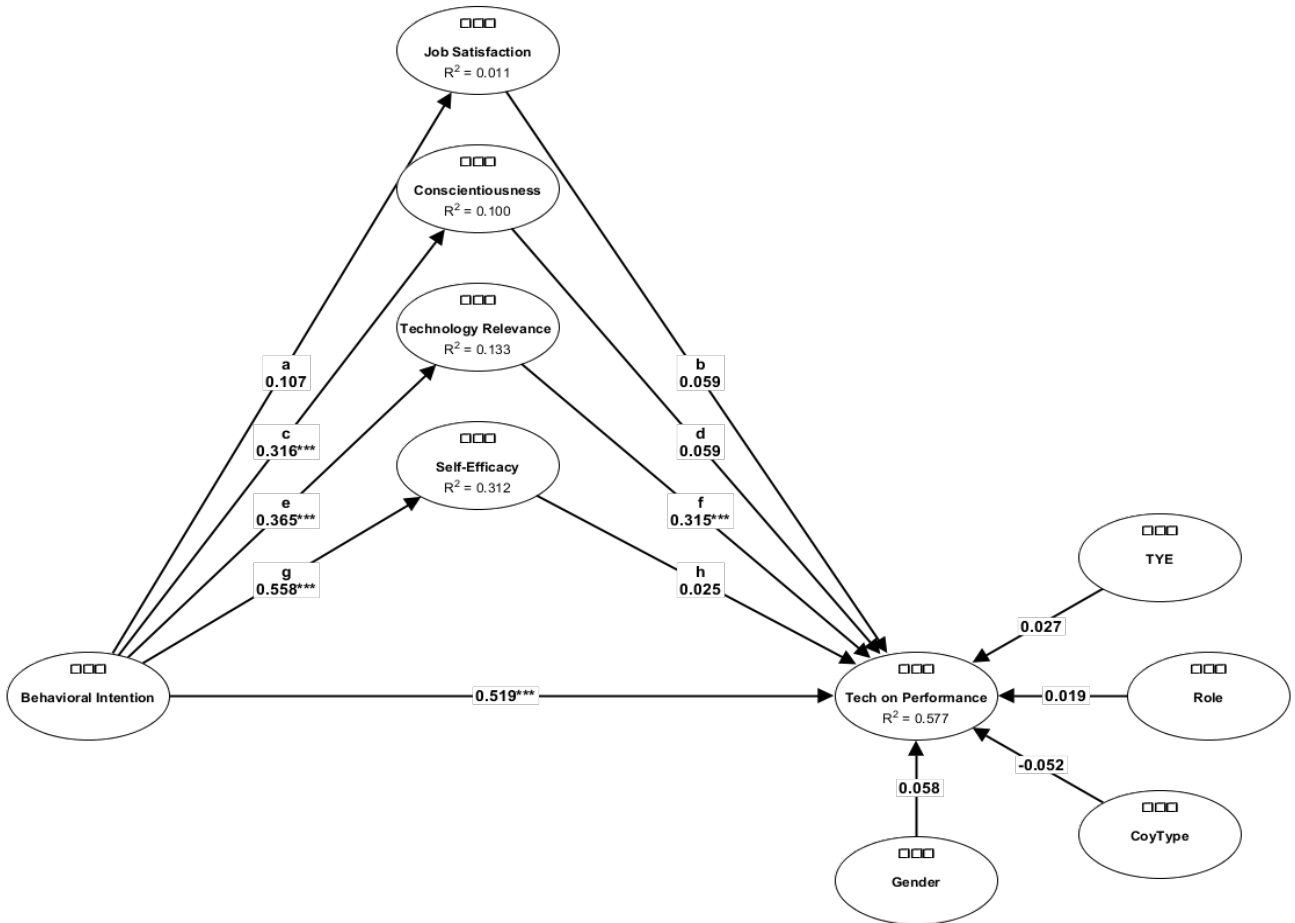 Job Satisfaction
R² = 0.011
Conscientiousness
R² = 0.100
Technology Relevance
R² = 0.133
a
0.107
b
0.059
Self-Efficacy
R² = 0.312
c
0.316***
d
0.059
e
0.365***
f
0.315***
g
0.558***
h
0.025
TYE
0.027
Behavioral Intention
0.519***
Tech on Performance
R² = 0.577
0.019
Role
-0.052
0.058
CoyType
Gender